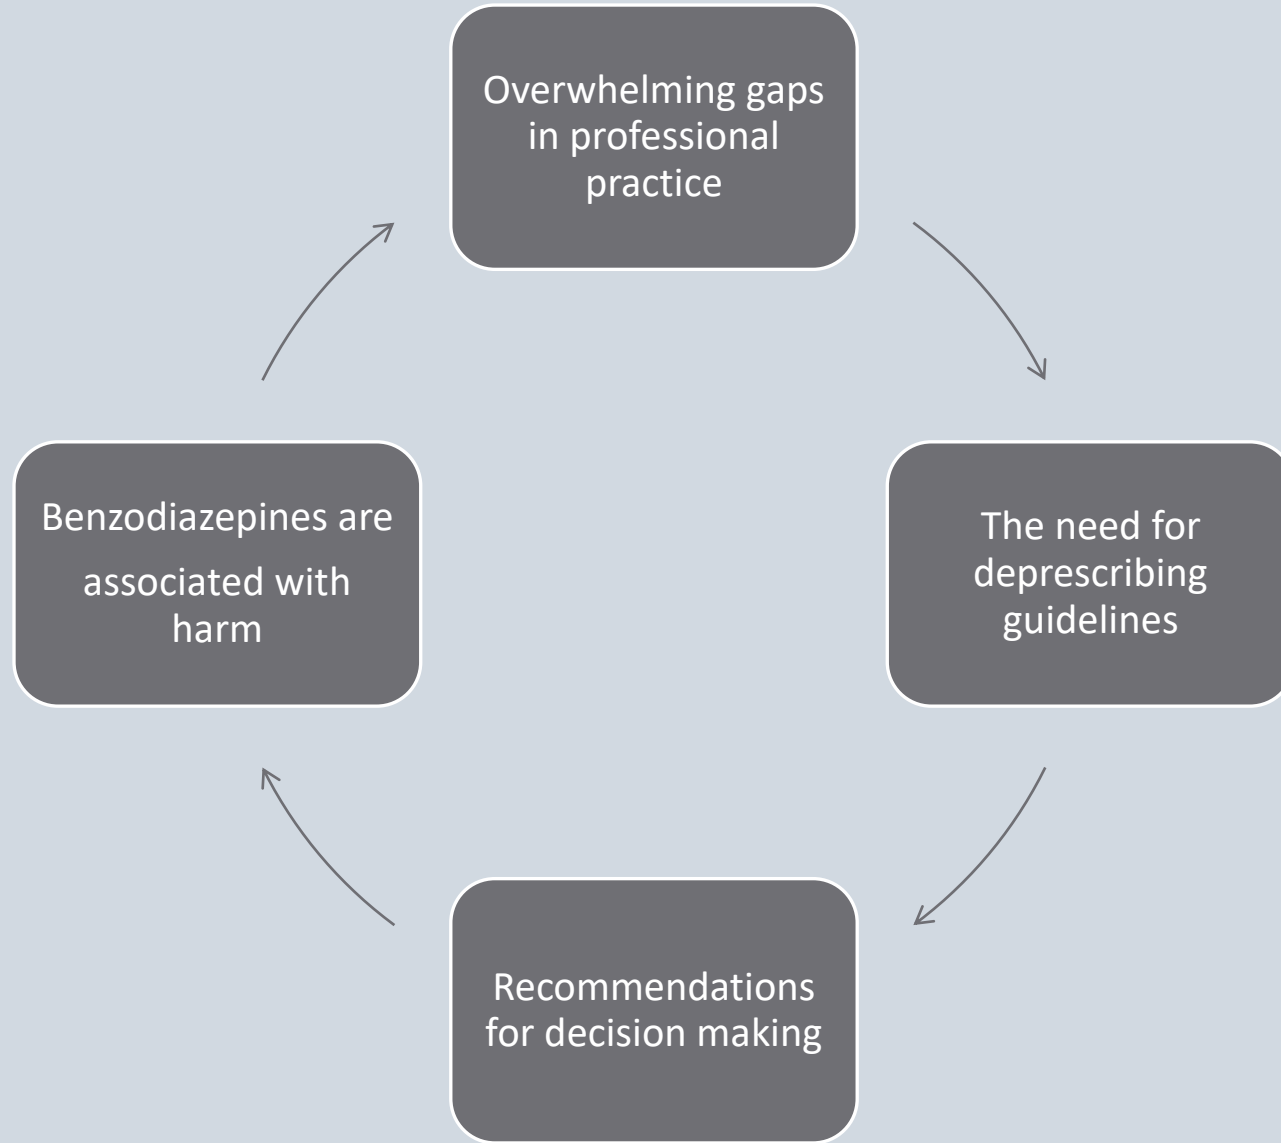 Overwhelming gaps
in professional
practice
Benzodiazepines are
associated with
harm
The need for
deprescribing
guidelines
Recommendations
for decision making